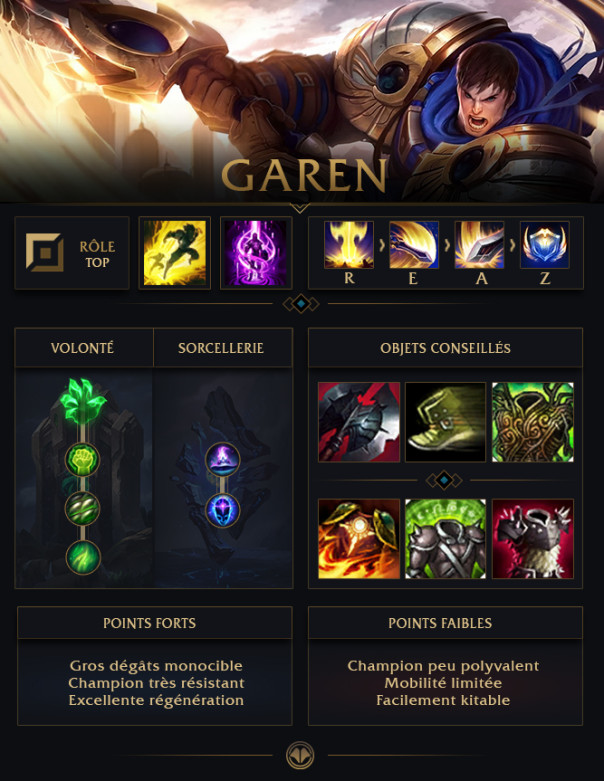 GAREN
RÔLE
TOP
R
E
A
Z
VOLONTÉ
SORCELLERIE
OBJETS CONSEILLÉS
POINTS FORTS
Gros dégâts monocible
Champion très résistant
Excellente régénération
POINTS FAIBLES
Champion peu polyvalent
Mobilité limitée
Facilement kitable